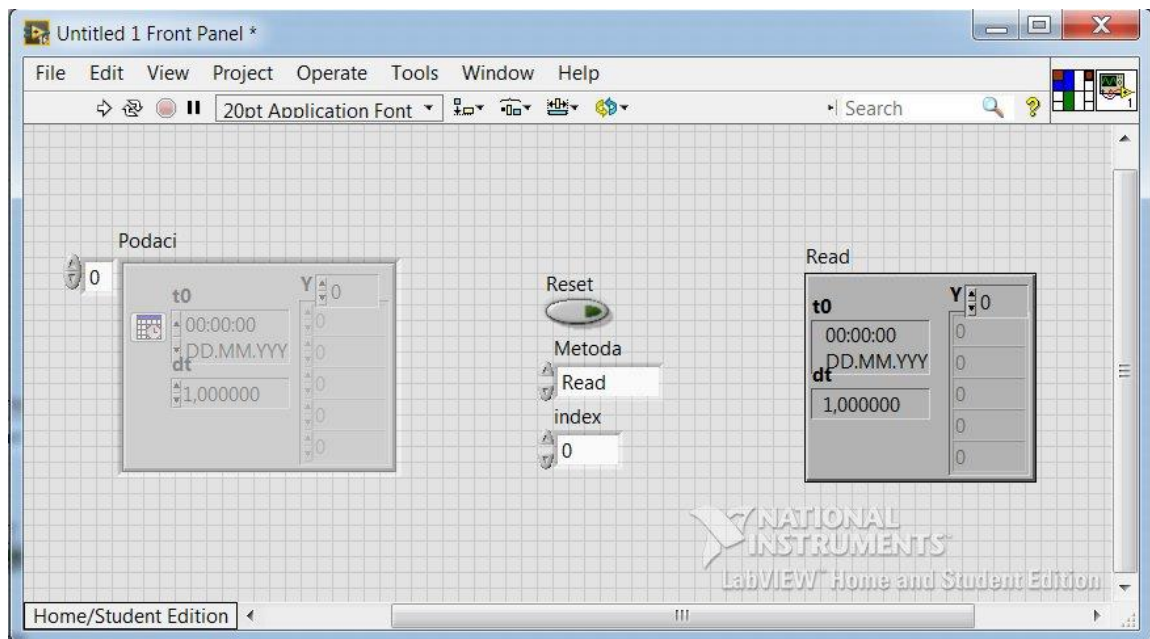 Untitled 1 Front Panel *
File Edit View Project Operate Tools Window Help
20pt Application Font
Search
1
Podaci
0
t0
00:00:00
DD.MM.YYY
dt
1,000000
Y 0
0
0
0
0
0
Reset
Metoda
Read
index
0
Read
t0
00:00:00
DD.MM.YYY
dt
1,000000
Y 0
0
0
0
0
0
NATIONAL
INSTRUMENTS
LabVIEW™ Home and Student Edition
Home/Student Edition